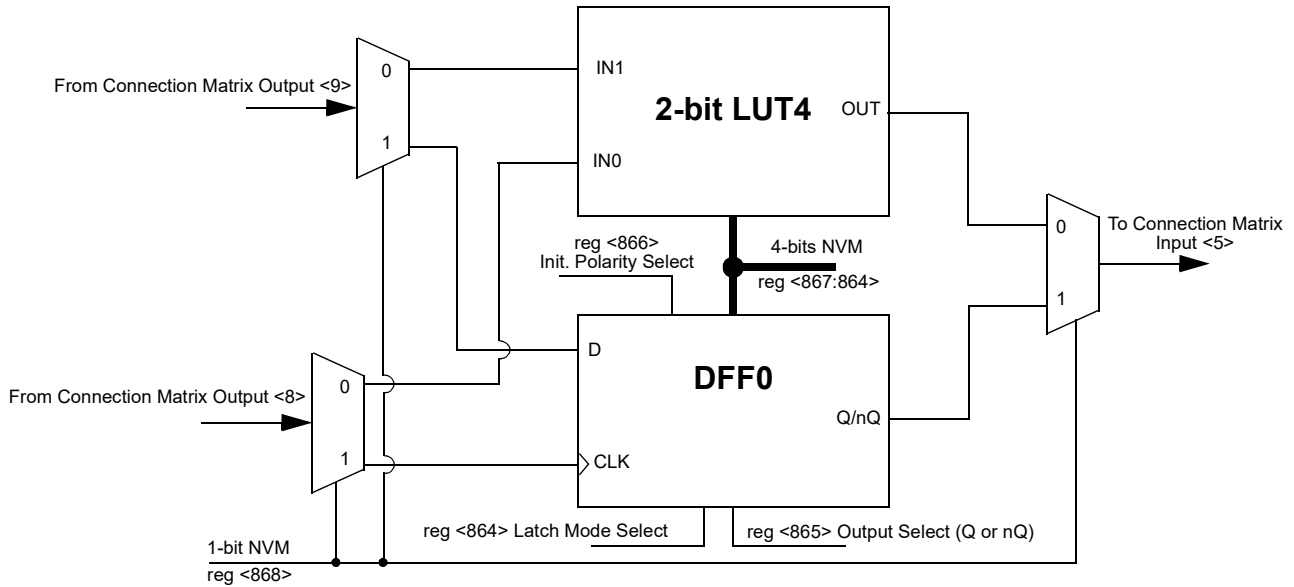 From Connection Matrix Output <9>
0
1
IN1
IN0
2-bit LUT4
OUT
reg <866>
Init. Polarity Select
4-bits NVM
reg <867:864>
0
1
To Connection Matrix
Input <5>
From Connection Matrix Output <8>
0
1
D
CLK
DFF0
Q/nQ
reg <864> Latch Mode Select
reg <865> Output Select (Q or nQ)
1-bit NVM
reg <868>